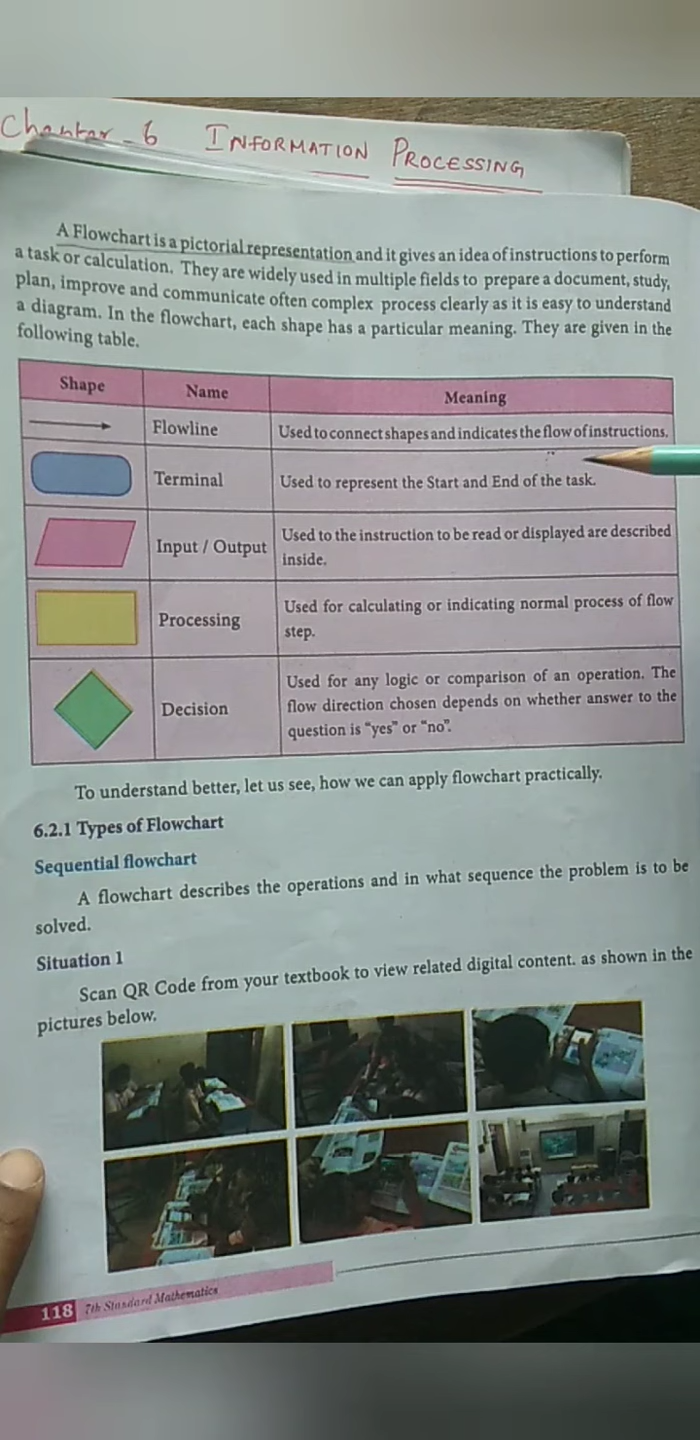 Chapter - 6 INFORMATION PROCESSING
A Flowchart is a pictorial representation and it gives an idea of instructions to perform
a task or calculation. They are widely used in multiple fields to prepare a document, study,
plan, improve and communicate often complex process clearly as it is easy to understand
a diagram. In the flowchart, each shape has a particular meaning. They are given in the
following table.
Shape Name Meaning
Flowline Used to connect shapes and indicates the flow of instructions.
Terminal Used to represent the Start and End of the task.
Input / Output Used to the instruction to be read or displayed are described
inside.
Processing Used for calculating or indicating normal process of flow
step.
Decision Used for any logic or comparison of an operation. The
flow direction chosen depends on whether answer to the
question is "yes" or "no".
To understand better, let us see, how we can apply flowchart practically.
6.2.1 Types of Flowchart
Sequential flowchart
A flowchart describes the operations and in what sequence the problem is to be
solved.
Situation 1
Scan QR Code from your textbook to view related digital content. as shown in the
pictures below.
118 7th Standard Mathematics